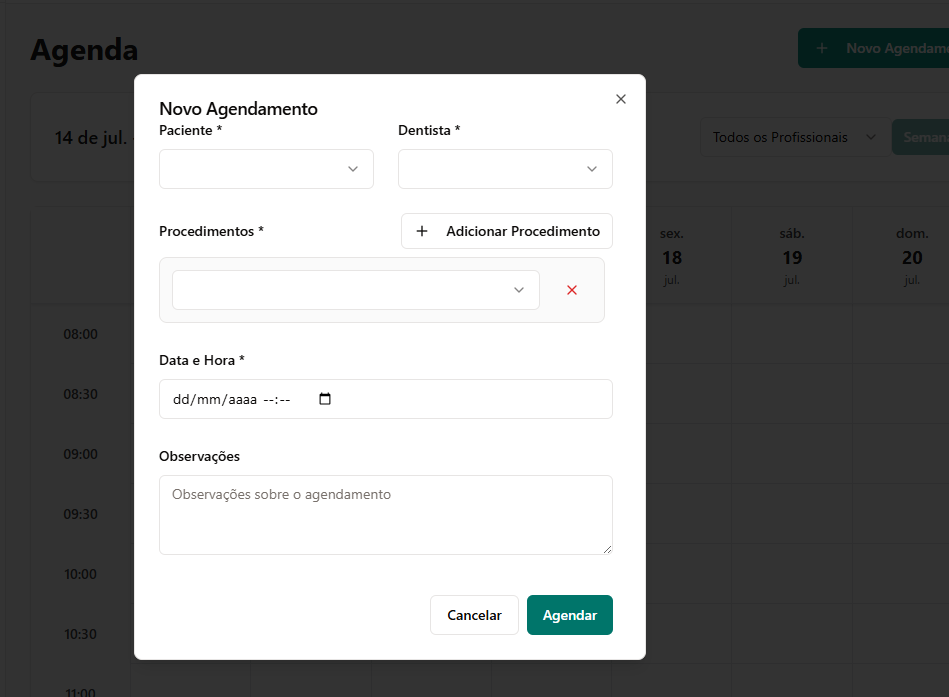 Agenda
+ Novo Agendam
14 de jul.
Todos os Profissionais
Semana
Novo Agendamento
Paciente *
Dentista *
Procedimentos *
+ Adicionar Procedimento
Data e Hora *
dd/mm/aaaa --:--
Observações
Observações sobre o agendamento
Cancelar
Agendar
sex.
18
jul.
sáb.
19
jul.
dom.
20
jul.
08:00
08:30
09:00
09:30
10:00
10:30
11:00